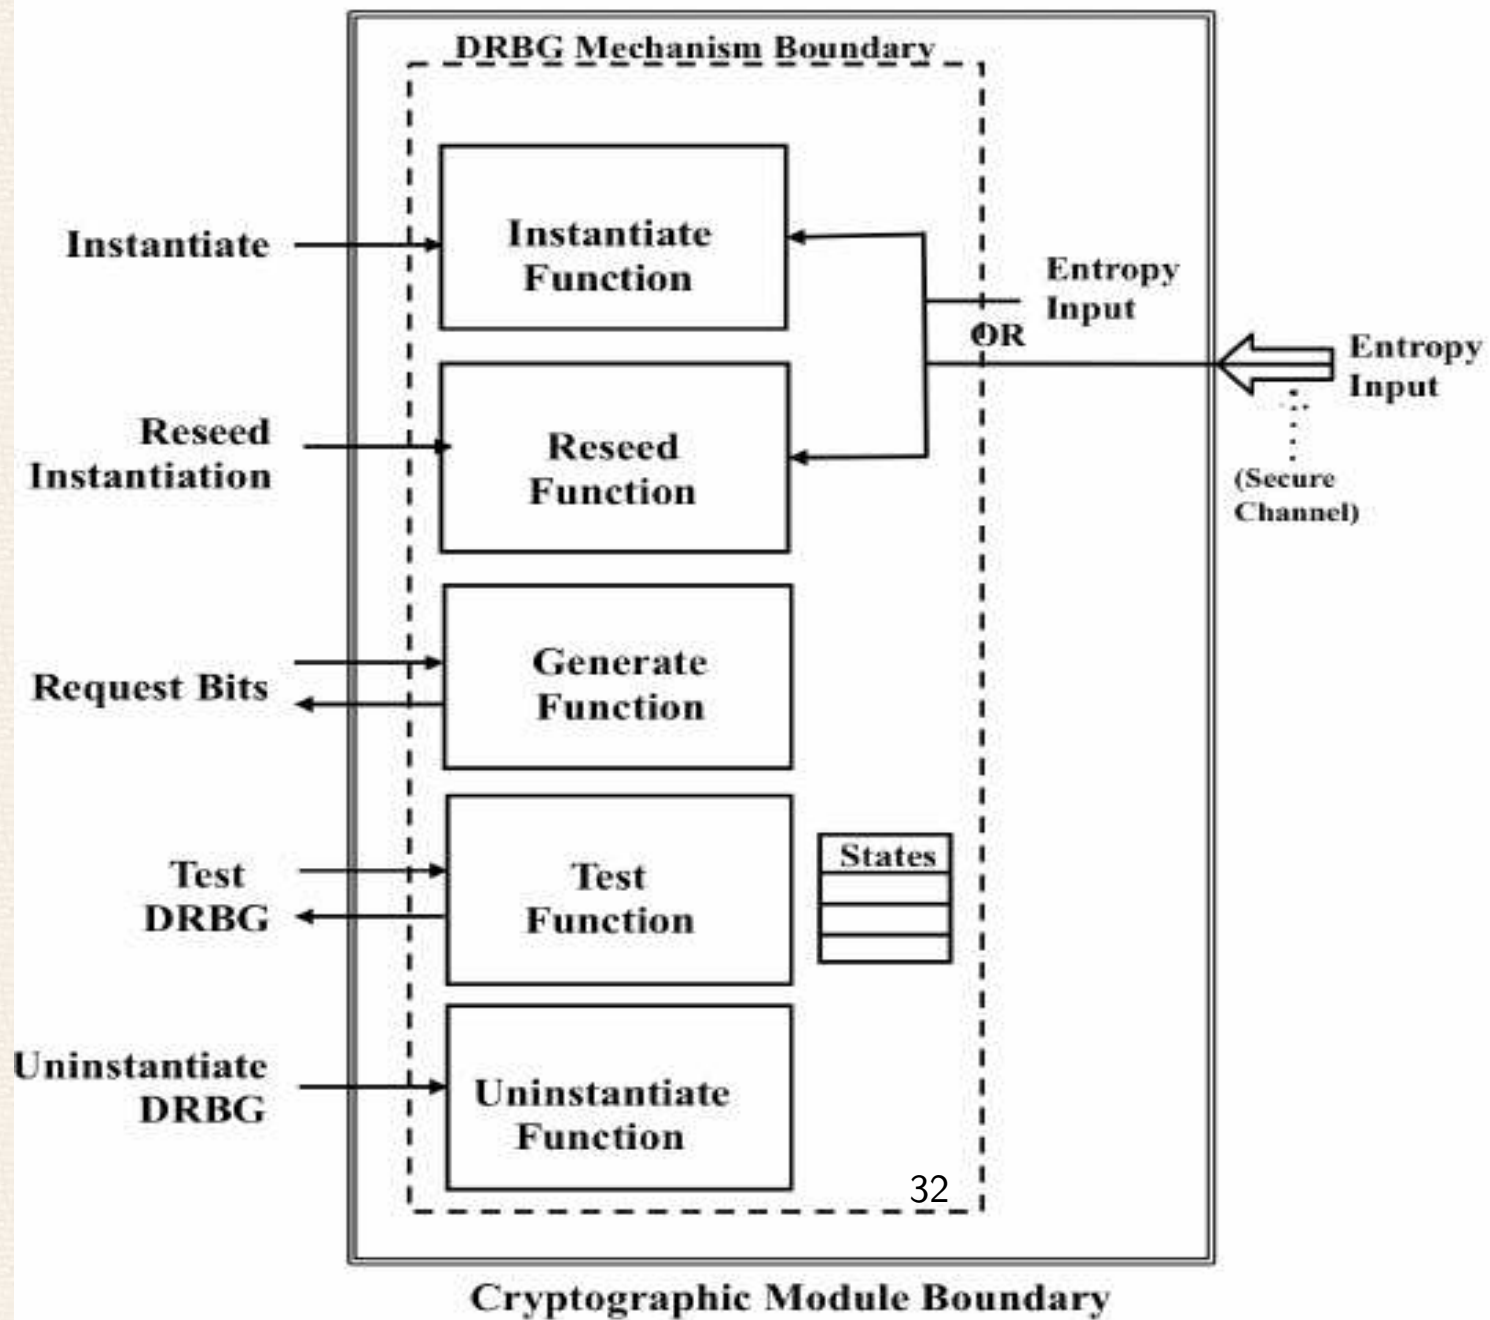 DRBG Mechanism Boundary
Instantiate
Instantiate
Function
Entropy
Input
OR
Entropy
Input
(Secure
Channel)
Reseed
Instantiation
Reseed
Function
Request Bits
Generate
Function
Test
DRBG
Test
Function
States
Uninstantiate
DRBG
Uninstantiate
Function
32
Cryptographic Module Boundary